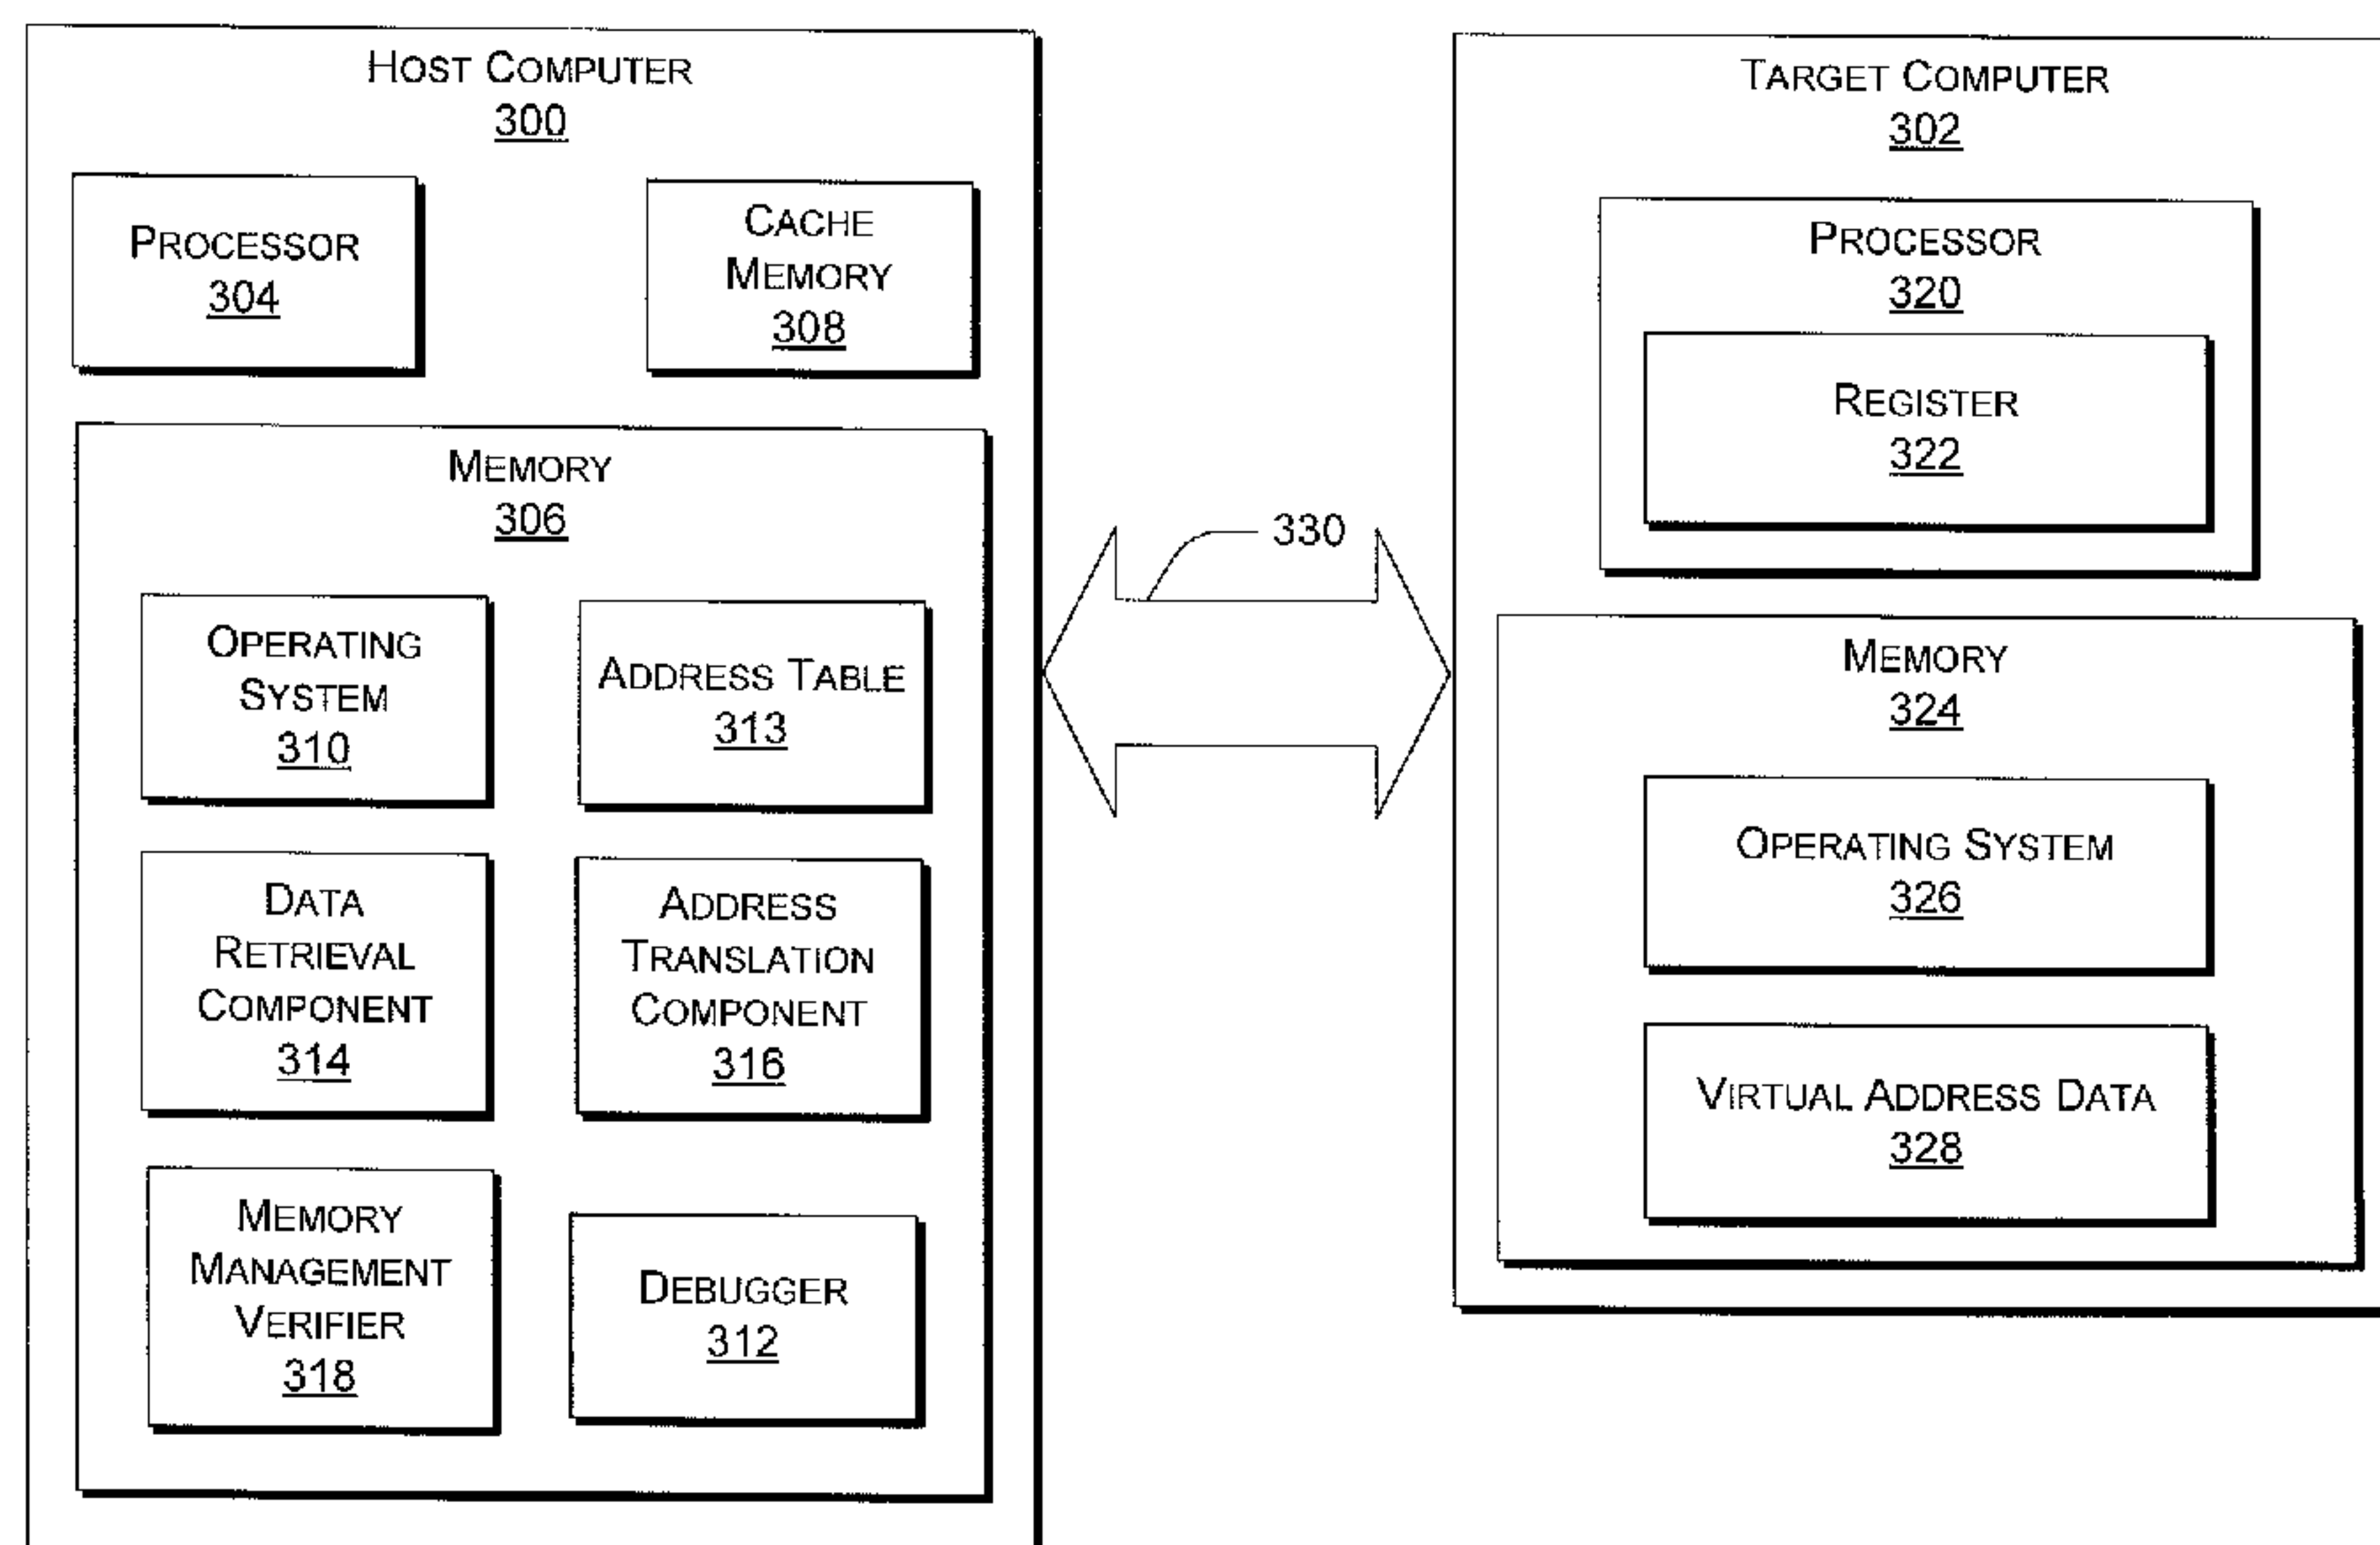 HOST COMPUTER
300
PROCESSOR
304
CACHE
MEMORY
308
MEMORY
306
OPERATING
SYSTEM
310
ADDRESS TABLE
313
DATA
RETRIEVAL
COMPONENT
314
ADDRESS
TRANSLATION
COMPONENT
316
MEMORY
MANAGEMENT
VERIFIER
318
DEBUGGER
312
330
TARGET COMPUTER
302
PROCESSOR
320
REGISTER
322
MEMORY
324
OPERATING SYSTEM
326
VIRTUAL ADDRESS DATA
328